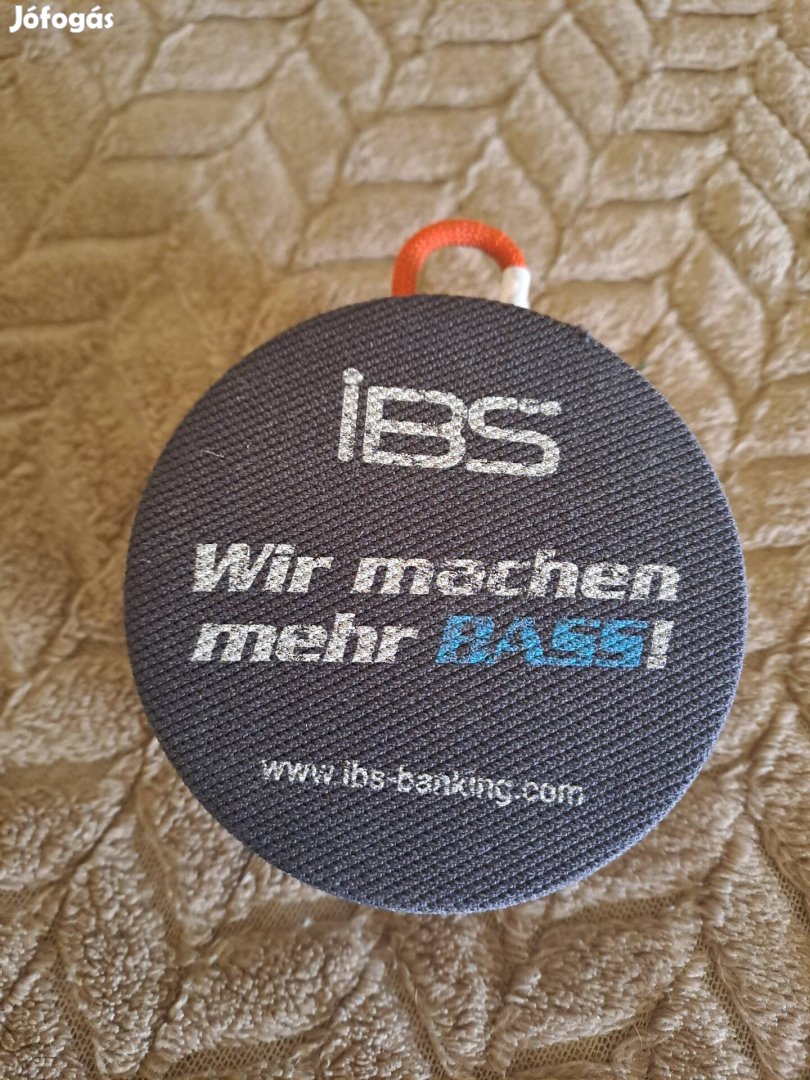 Jófogás
iBS
Wir machen
mehr BASS!
www.ibs-banking.com